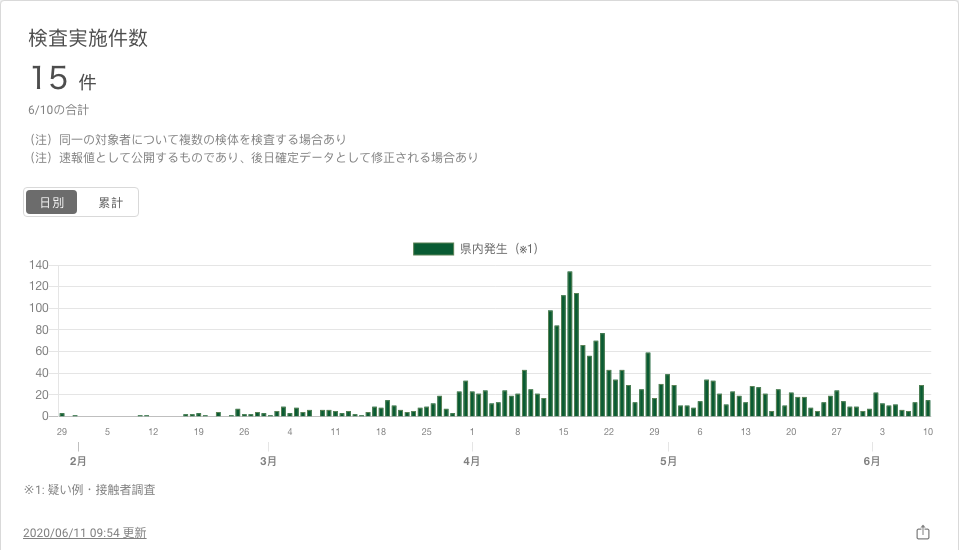 検査実施件数
15 件
6/10の合計
（注）同一の対象者について複数の検体を検査する場合あり
（注）速報値として公開するものであり、後日確定データとして修正される場合あり
日別 累計
県内発生（※1）
140
120
100
80
60
40
20
0
29 5 12 19 26 4 11 18 25 1 8 15 22 29 6 13 20 27 3 10
2月 3月 4月 5月 6月
※1: 疑い例・接触者調査
2020/06/11 09:54 更新